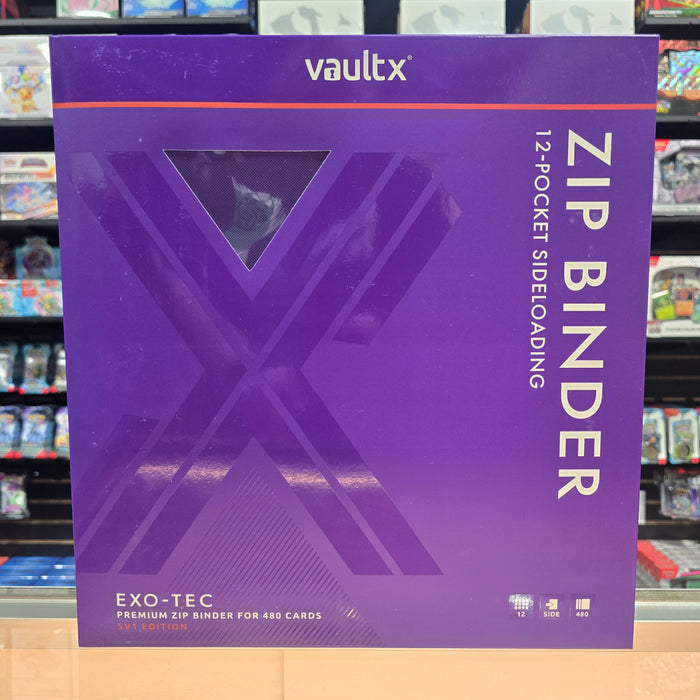 vaultx®
ZIP BINDER
12-POCKET SIDELOADING
EXO-TEC
PREMIUM ZIP BINDER FOR 480 CARDS
SV1 EDITION
12
SIDE
480